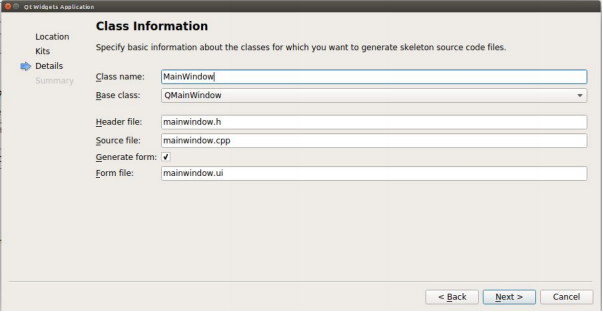 Qt Widgets Application
Class Information
Location
Kits
Details
Summary
Specify basic information about the classes for which you want to generate skeleton source code files.
Class name: MainWindow
Base class: QMainWindow
Header file: mainwindow.h
Source file: mainwindow.cpp
Generate form:
Form file: mainwindow.ui
< Back Next > Cancel